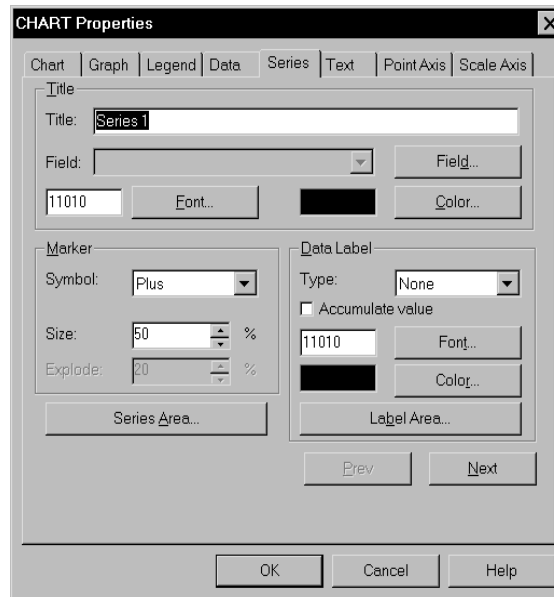 CHART Properties
Chart Graph Legend Data Series Text Point Axis Scale Axis
Title
Title: Series 1
Field: Field...
11010 Font... Color...
Marker
Symbol: Plus
Size: 50 %
Explode: 20 %
Series Area...
Data Label
Type: None
Accumulate value
11010 Font...
Color...
Label Area...
Prev Next
OK Cancel Help